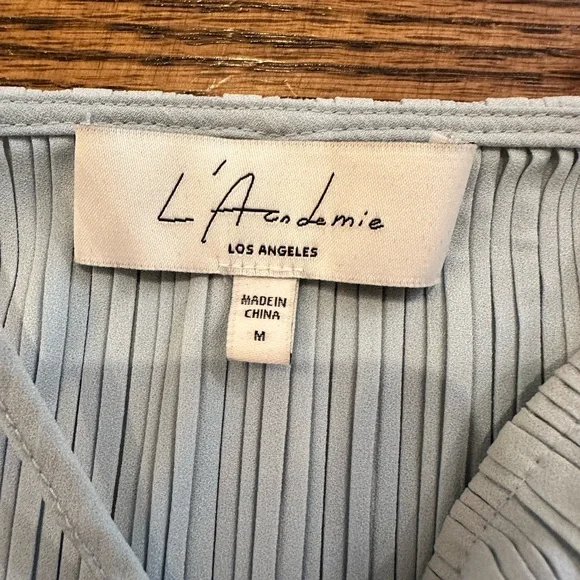 L'Academie
LOS ANGELES
MADE IN
CHINA
M